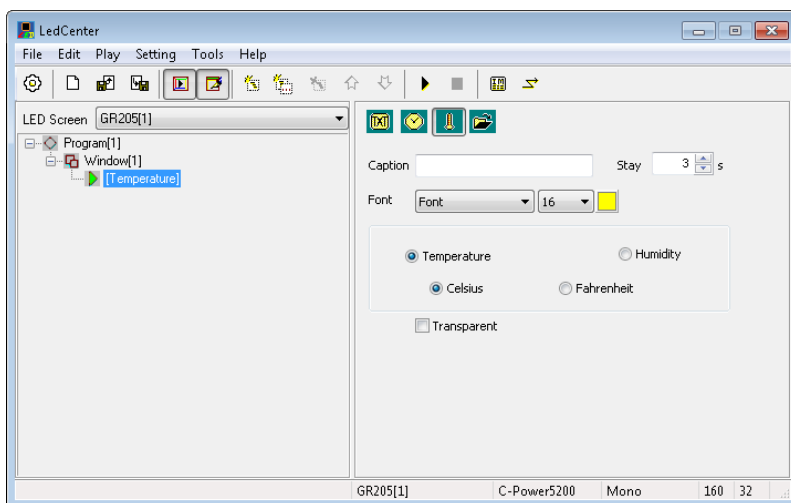 LedCenter
File Edit Play Setting Tools Help
LED Screen GR205[1]
Program[1]
Window[1]
[Temperature]
TXT
Caption Stay 3 s
Font Font 16
Temperature Humidity
Celsius Fahrenheit
Transparent
GR205[1] C-Power5200 Mono 160 32